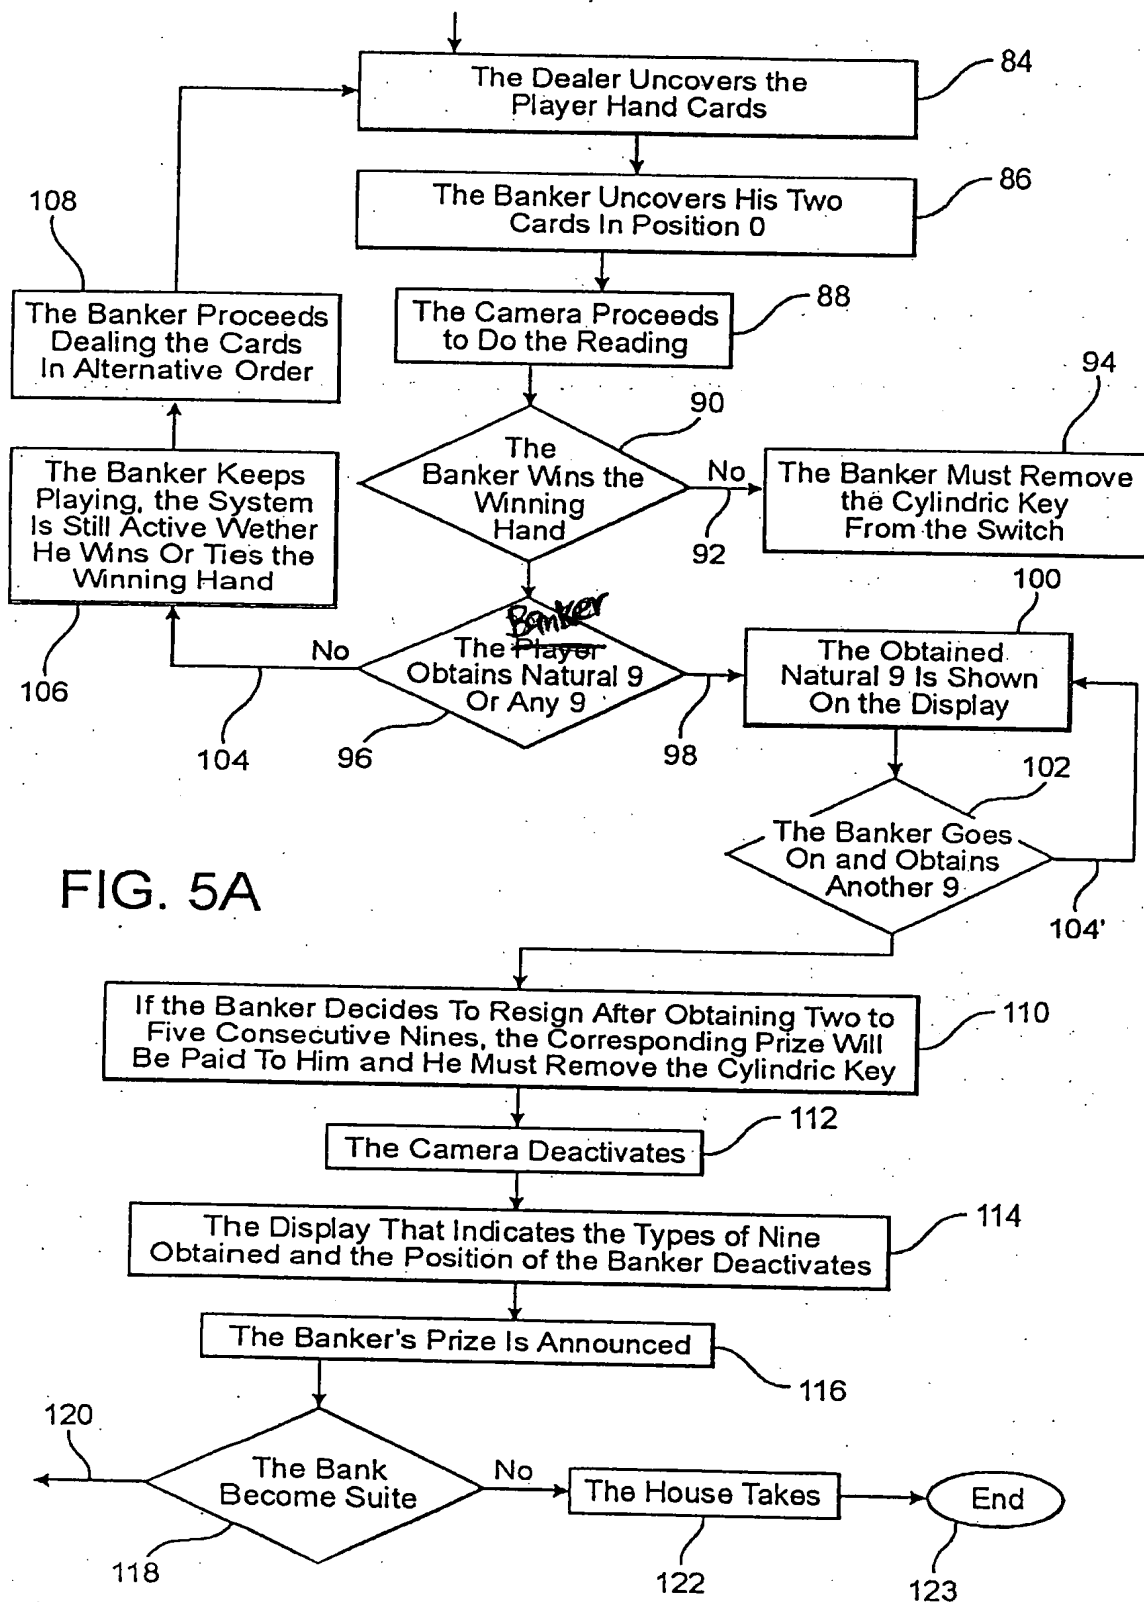 The Dealer Uncovers the
Player Hand Cards
84
The Banker Uncovers His Two
Cards In Position 0
86
108
The Banker Proceeds
Dealing the Cards
In Alternative Order
The Camera Proceeds
to Do the Reading
88
90
94
The
Banker Wins the
Winning
Hand
No
92
The Banker Must Remove
the Cylindric Key
From the Switch
The Banker Keeps
Playing, the System
Is Still Active Wether
He Wins Or Ties the
Winning Hand
106
No
104
Banker
The Player
Obtains Natural 9
Or Any 9
96
98
100
The Obtained
Natural 9 Is Shown
On the Display
102
The Banker Goes
On and Obtains
Another 9
104'
FIG. 5A
If the Banker Decides To Resign After Obtaining Two to
Five Consecutive Nines, the Corresponding Prize Will
Be Paid To Him and He Must Remove the Cylindric Key
110
The Camera Deactivates
112
The Display That Indicates the Types of Nine
Obtained and the Position of the Banker Deactivates
114
The Banker's Prize Is Announced
116
120
The Bank
Become Suite
118
No
The House Takes
122
End
123